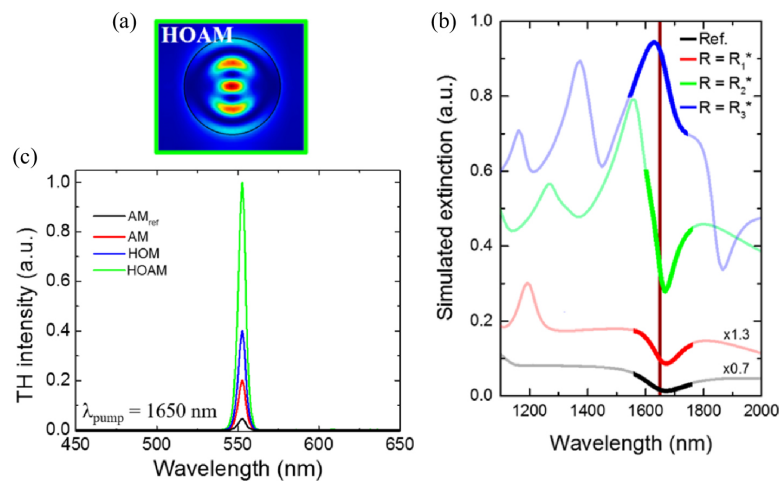 (a)
HOAM
(b)
Ref.
R = R₁*
R = R₂*
R = R₃*
x1.3
x0.7
Simulated extinction (a.u.)
1.0
0.8
0.6
0.4
0.2
0.0
1200 1400 1600 1800 2000
Wavelength (nm)
(c)
AMref
AM
HOM
HOAM
λpump = 1650 nm
TH intensity (a.u.)
1.0
0.8
0.6
0.4
0.2
0.0
450 500 550 600 650
Wavelength (nm)